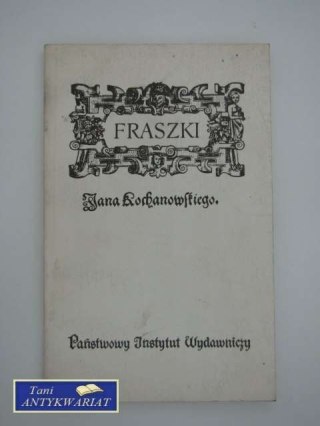 FRASZKI
Jana Kochanowskiego.
Państwowy Instytut Wydawniczy
Tani
ANTYKWARIAT